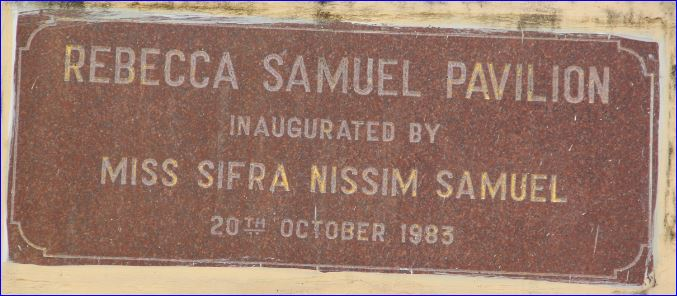 REBECCA SAMUEL PAVILION
INAUGURATED BY
MISS SIFRA NISSIM SAMUEL
20TH OCTOBER 1983